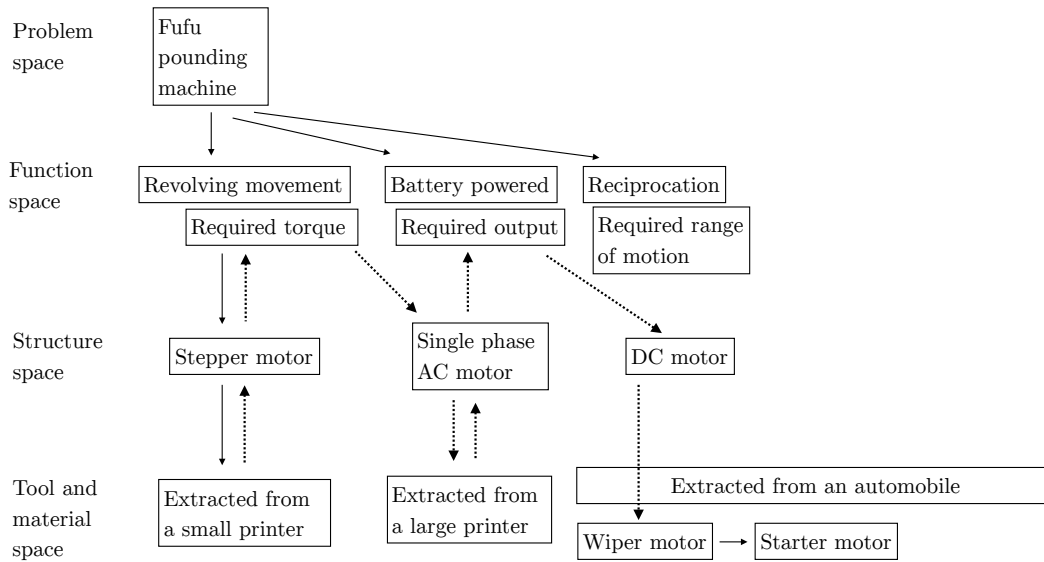 Problem
space
Fufu
pounding
machine
Function
space
Revolving movement
Battery powered
Reciprocation
Required torque
Required output
Required range
of motion
Structure
space
Stepper motor
Single phase
AC motor
DC motor
Tool and
material
space
Extracted from
a small printer
Extracted from
a large printer
Extracted from an automobile
Wiper motor
Starter motor